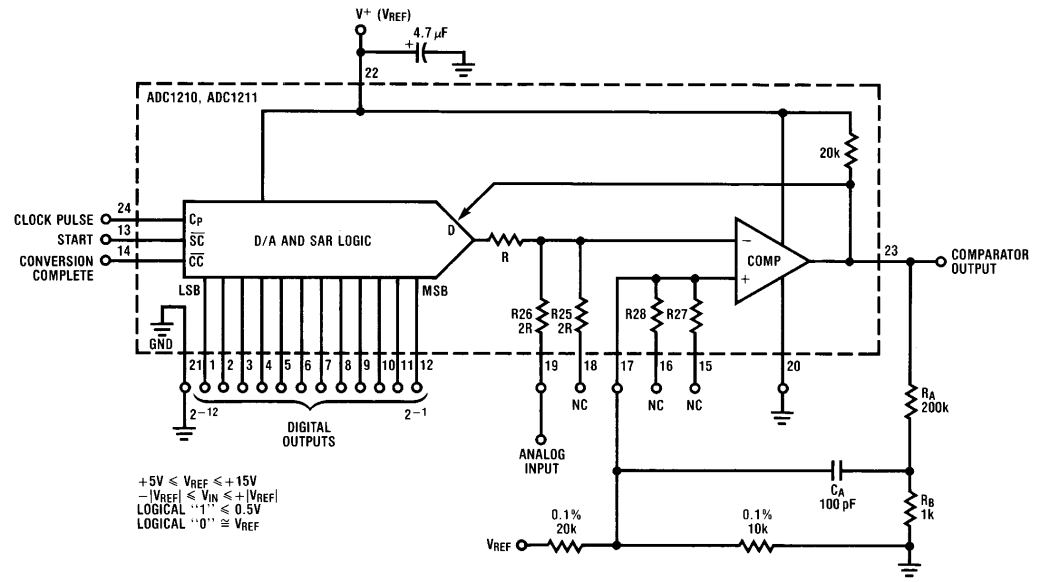 V⁺ (VREF)
4.7 μF
+
22
ADC1210, ADC1211
20k
CLOCK PULSE
24
CP
START
13
SC
CONVERSION COMPLETE
14
CC
D/A AND SAR LOGIC
D
R
−
COMP
+
23
COMPARATOR OUTPUT
LSB
MSB
R26
2R
R25
2R
R28
R27
GND
21
1
2
3
4
5
6
7
8
9
10
11
12
19
18
17
16
15
20
2⁻¹²
2⁻¹
DIGITAL OUTPUTS
NC
NC
NC
ANALOG INPUT
RA
200k
CA
100 pF
RB
1k
+5V ≤ VREF ≤ +15V
−|VREF| ≤ VIN ≤ +|VREF|
LOGICAL "1" ≤ 0.5V
LOGICAL "0" ≅ VREF
VREF
0.1%
20k
0.1%
10k